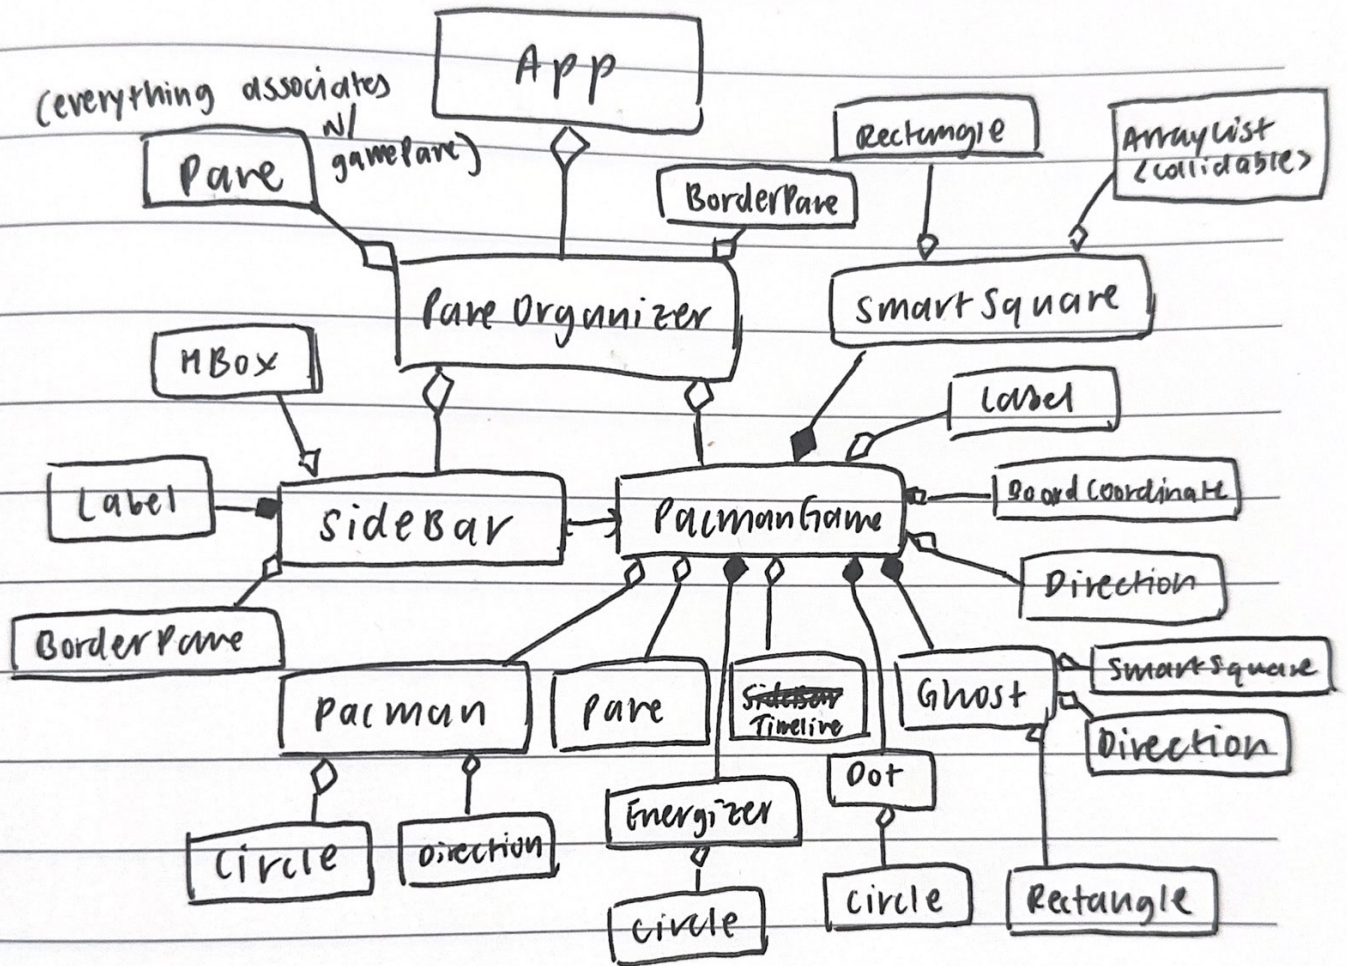 App
(everything associates
w/
gamePane)
Pane
Rectangle
ArrayList
<collidable>
BorderPane
PaneOrganizer
SmartSquare
HBox
Label
Label
SideBar
PacmanGame
BoardCoordinate
Direction
BorderPane
Pacman
Pane
Timeline
Ghost
SmartSquare
Direction
Energizer
Dot
Circle
Direction
Circle
Circle
Rectangle